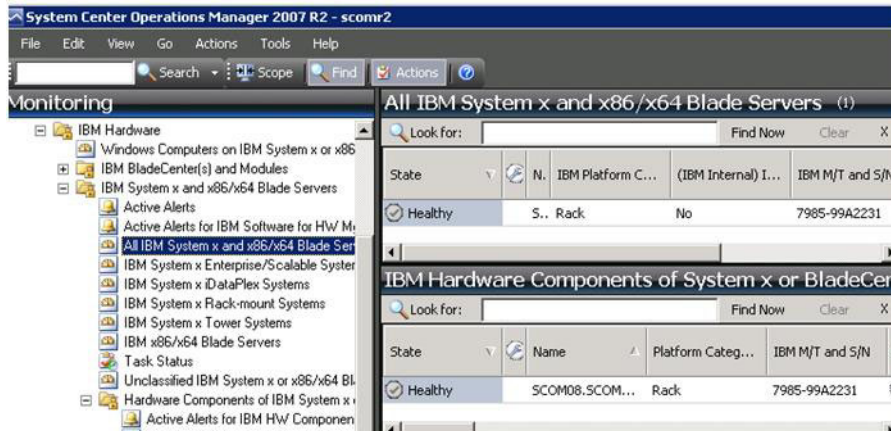 System Center Operations Manager 2007 R2 - scomr2
File Edit View Go Actions Tools Help
Search Scope Find Actions
Monitoring
IBM Hardware
Windows Computers on IBM System x or x86
IBM BladeCenter(s) and Modules
IBM System x and x86/x64 Blade Servers
Active Alerts
Active Alerts for IBM Software for HW
All IBM System x and x86/x64 Blade Ser
IBM System x Enterprise/Scalable System
IBM System x iDataPlex Systems
IBM System x Rack-mount Systems
IBM System x Tower Systems
IBM x86/x64 Blade Servers
Task Status
Unclassified IBM System x or x86/x64 Bl
Hardware Components of IBM System x
Active Alerts for IBM HW Componen
All IBM System x and x86/x64 Blade Servers (1)
Look for: Find Now Clear X
State N. IBM Platform C... (IBM Internal) I... IBM M/T and S/N
Healthy S.. Rack No 7985-99A2231
IBM Hardware Components of System x or BladeCe
Look for: Find Now Clear X
State Name Platform Categ... IBM M/T and S/N
Healthy SCOM08.SCOM... Rack 7985-99A2231